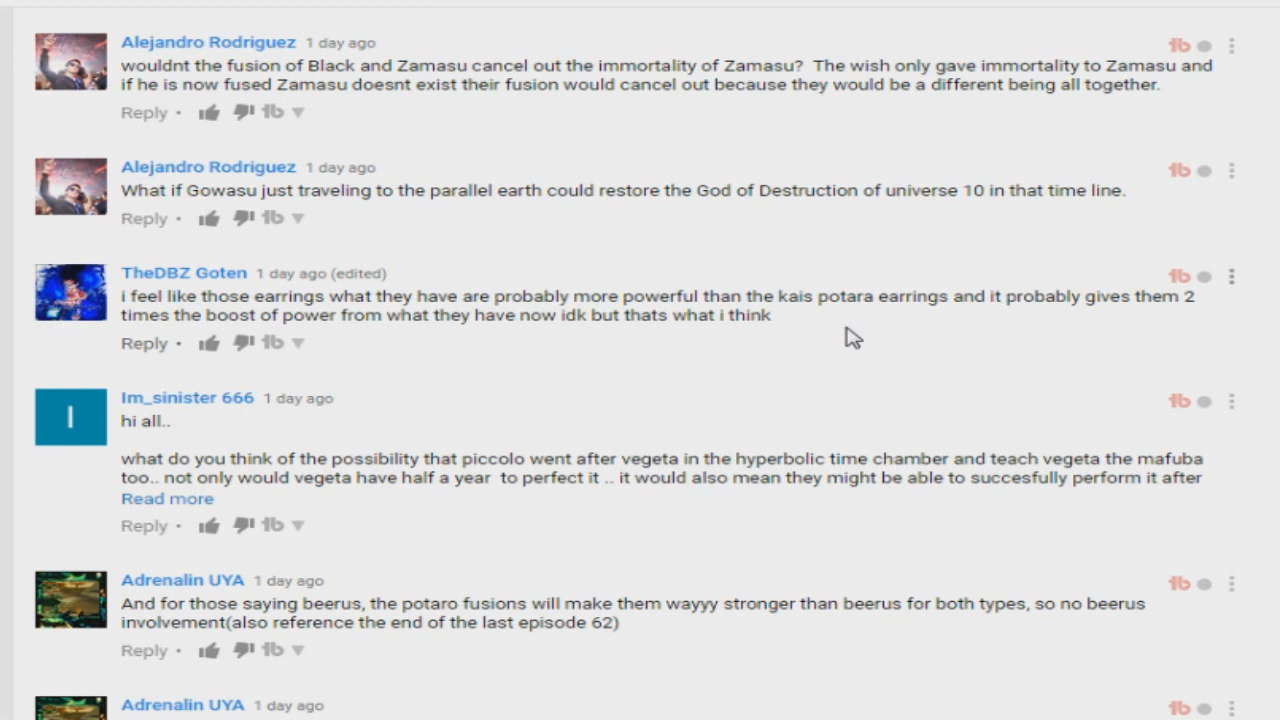 Alejandro Rodriguez 1 day ago
wouldnt the fusion of Black and Zamasu cancel out the immortality of Zamasu?  The wish only gave immortality to Zamasu and
if he is now fused Zamasu doesnt exist their fusion would cancel out because they would be a different being all together.
Reply •
Alejandro Rodriguez 1 day ago
What if Gowasu just traveling to the parallel earth could restore the God of Destruction of universe 10 in that time line.
Reply •
TheDBZ Goten 1 day ago (edited)
i feel like those earrings what they have are probably more powerful than the kais potara earrings and it probably gives them 2
times the boost of power from what they have now idk but thats what i think
Reply •
I
Im_sinister 666 1 day ago
hi all..
what do you think of the possibility that piccolo went after vegeta in the hyperbolic time chamber and teach vegeta the mafuba
too.. not only would vegeta have half a year  to perfect it .. it would also mean they might be able to succesfully perform it after
Read more
Reply •
Adrenalin UYA 1 day ago
And for those saying beerus, the potaro fusions will make them wayyy stronger than beerus for both types, so no beerus
involvement(also reference the end of the last episode 62)
Reply •
Adrenalin UYA 1 day ago